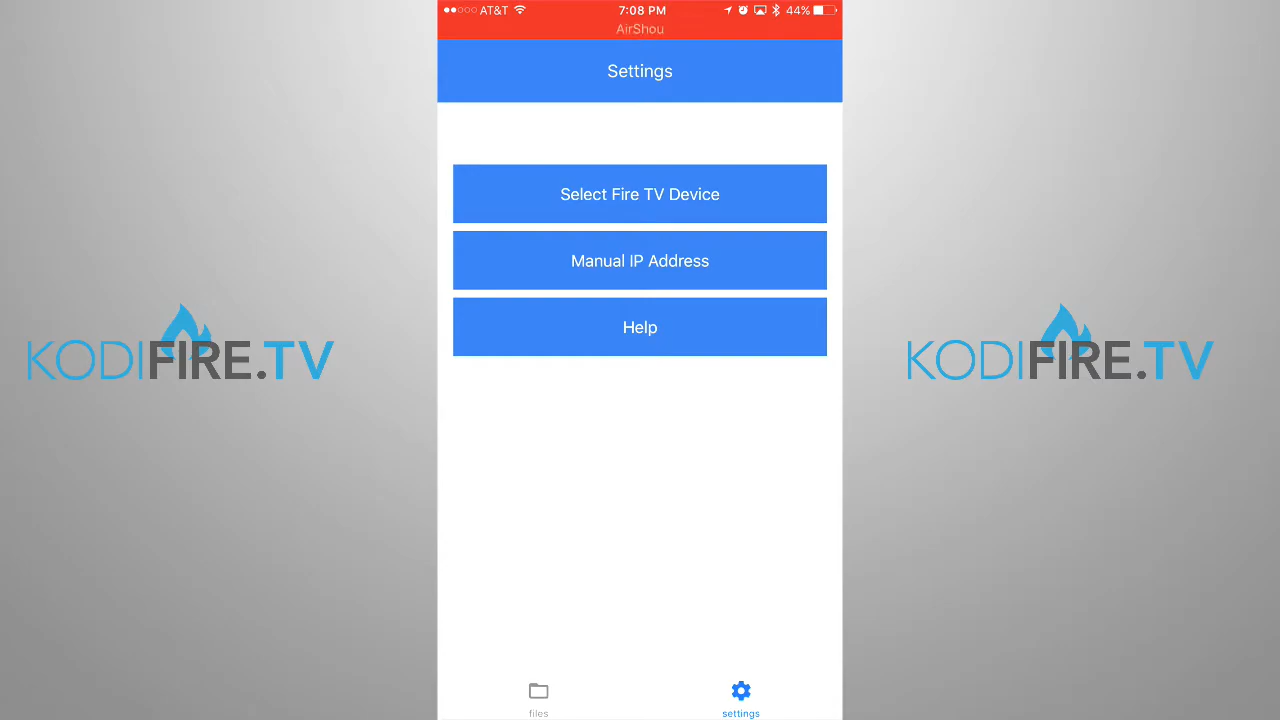 AT&T 7:08 PM 44%
AirShou
Settings
Select Fire TV Device
Manual IP Address
Help
KODIFIRE.TV
KODIFIRE.TV
files
settings